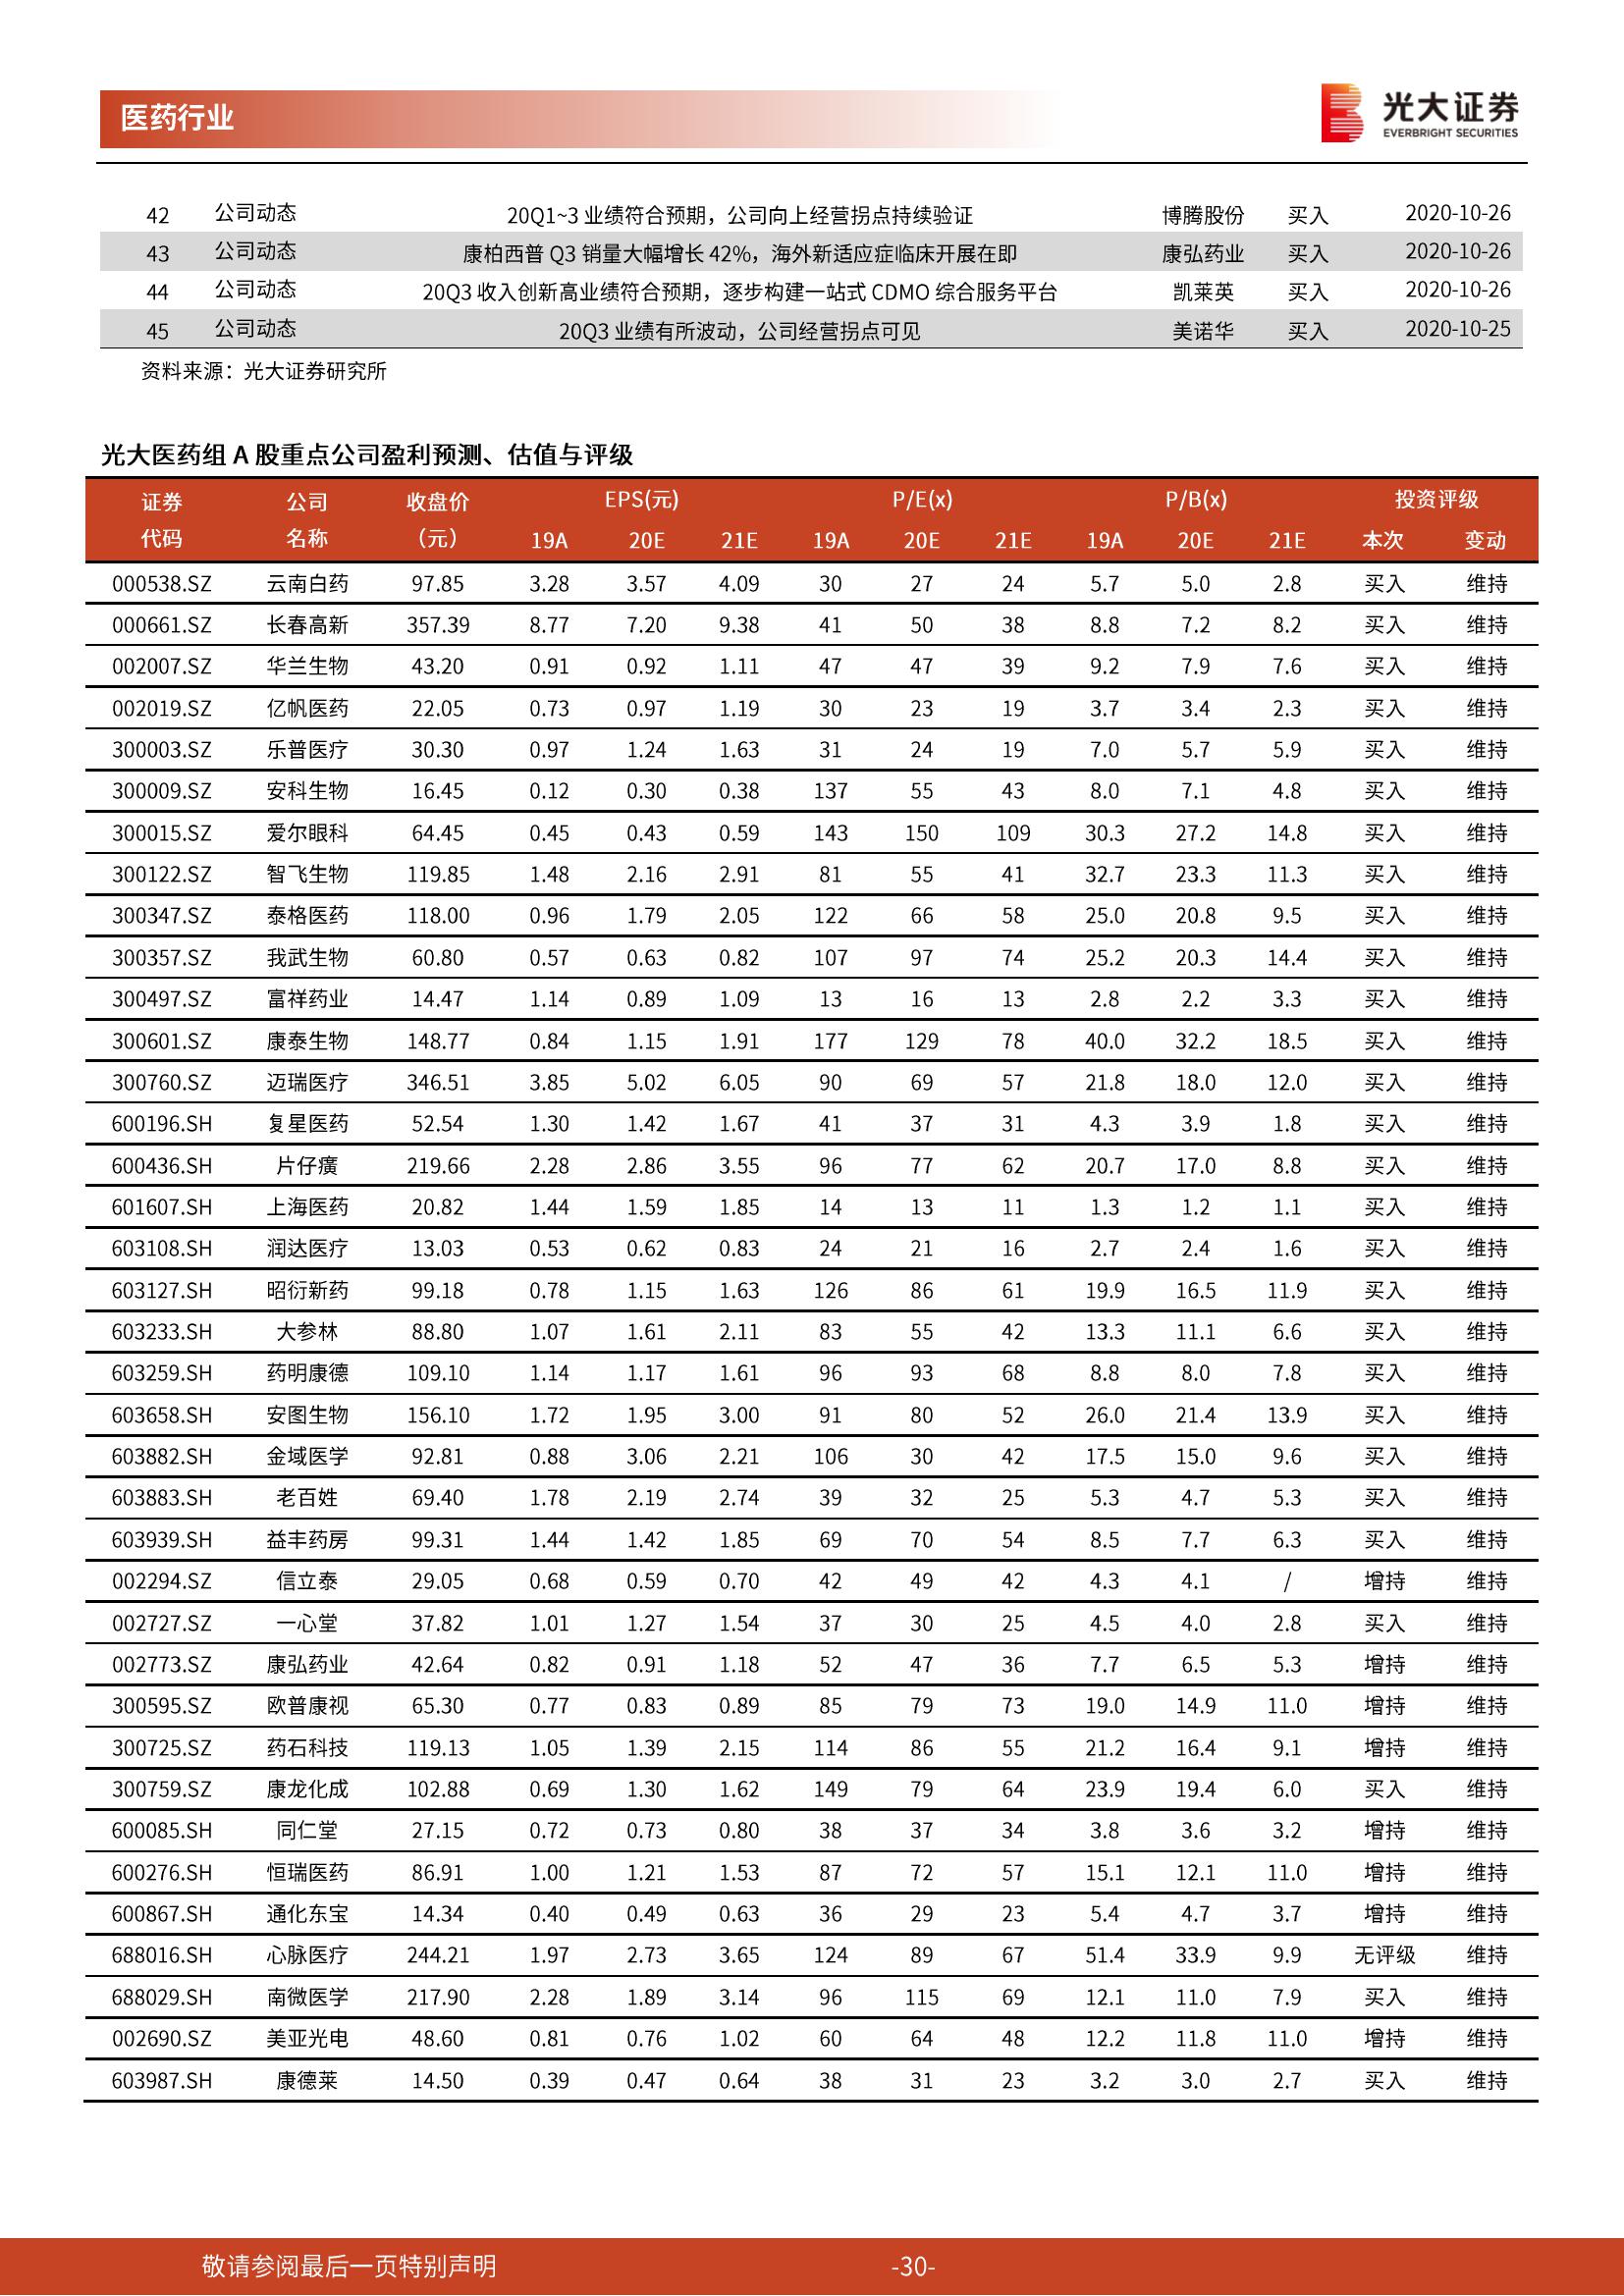 医药行业
光大证券
EVERBRIGHT SECURITIES
42 公司动态 20Q1~3 业绩符合预期，公司向上经营拐点持续验证 博腾股份 买入 2020-10-26
43 公司动态 康柏西普 Q3 销量大幅增长 42%，海外新适应症临床开展在即 康弘药业 买入 2020-10-26
44 公司动态 20Q3 收入创新高业绩符合预期，逐步构建一站式 CDMO 综合服务平台 凯莱英 买入 2020-10-26
45 公司动态 20Q3 业绩有所波动，公司经营拐点可见 美诺华 买入 2020-10-25
资料来源：光大证券研究所
光大医药组 A 股重点公司盈利预测、估值与评级
证券 公司 收盘价 EPS(元) P/E(x) P/B(x) 投资评级
代码 名称 （元） 19A 20E 21E 19A 20E 21E 19A 20E 21E 本次 变动
000538.SZ 云南白药 97.85 3.28 3.57 4.09 30 27 24 5.7 5.0 2.8 买入 维持
000661.SZ 长春高新 357.39 8.77 7.20 9.38 41 50 38 8.8 7.2 8.2 买入 维持
002007.SZ 华兰生物 43.20 0.91 0.92 1.11 47 47 39 9.2 7.9 7.6 买入 维持
002019.SZ 亿帆医药 22.05 0.73 0.97 1.19 30 23 19 3.7 3.4 2.3 买入 维持
300003.SZ 乐普医疗 30.30 0.97 1.24 1.63 31 24 19 7.0 5.7 5.9 买入 维持
300009.SZ 安科生物 16.45 0.12 0.30 0.38 137 55 43 8.0 7.1 4.8 买入 维持
300015.SZ 爱尔眼科 64.45 0.45 0.43 0.59 143 150 109 30.3 27.2 14.8 买入 维持
300122.SZ 智飞生物 119.85 1.48 2.16 2.91 81 55 41 32.7 23.3 11.3 买入 维持
300347.SZ 泰格医药 118.00 0.96 1.79 2.05 122 66 58 25.0 20.8 9.5 买入 维持
300357.SZ 我武生物 60.80 0.57 0.63 0.82 107 97 74 25.2 20.3 14.4 买入 维持
300497.SZ 富祥药业 14.47 1.14 0.89 1.09 13 16 13 2.8 2.2 3.3 买入 维持
300601.SZ 康泰生物 148.77 0.84 1.15 1.91 177 129 78 40.0 32.2 18.5 买入 维持
300760.SZ 迈瑞医疗 346.51 3.85 5.02 6.05 90 69 57 21.8 18.0 12.0 买入 维持
600196.SH 复星医药 52.54 1.30 1.42 1.67 41 37 31 4.3 3.9 1.8 买入 维持
600436.SH 片仔癀 219.66 2.28 2.86 3.55 96 77 62 20.7 17.0 8.8 买入 维持
601607.SH 上海医药 20.82 1.44 1.59 1.85 14 13 11 1.3 1.2 1.1 买入 维持
603108.SH 润达医疗 13.03 0.53 0.62 0.83 24 21 16 2.7 2.4 1.6 买入 维持
603127.SH 昭衍新药 99.18 0.78 1.15 1.63 126 86 61 19.9 16.5 11.9 买入 维持
603233.SH 大参林 88.80 1.07 1.61 2.11 83 55 42 13.3 11.1 6.6 买入 维持
603259.SH 药明康德 109.10 1.14 1.17 1.61 96 93 68 8.8 8.0 7.8 买入 维持
603658.SH 安图生物 156.10 1.72 1.95 3.00 91 80 52 26.0 21.4 13.9 买入 维持
603882.SH 金域医学 92.81 0.88 3.06 2.21 106 30 42 17.5 15.0 9.6 买入 维持
603883.SH 老百姓 69.40 1.78 2.19 2.74 39 32 25 5.3 4.7 5.3 买入 维持
603939.SH 益丰药房 99.31 1.44 1.42 1.85 69 70 54 8.5 7.7 6.3 买入 维持
002294.SZ 信立泰 29.05 0.68 0.59 0.70 42 49 42 4.3 4.1 / 增持 维持
002727.SZ 一心堂 37.82 1.01 1.27 1.54 37 30 25 4.5 4.0 2.8 买入 维持
002773.SZ 康弘药业 42.64 0.82 0.91 1.18 52 47 36 7.7 6.5 5.3 增持 维持
300595.SZ 欧普康视 65.30 0.77 0.83 0.89 85 79 73 19.0 14.9 11.0 增持 维持
300725.SZ 药石科技 119.13 1.05 1.39 2.15 114 86 55 21.2 16.4 9.1 增持 维持
300759.SZ 康龙化成 102.88 0.69 1.30 1.62 149 79 64 23.9 19.4 6.0 买入 维持
600085.SH 同仁堂 27.15 0.72 0.73 0.80 38 37 34 3.8 3.6 3.2 增持 维持
600276.SH 恒瑞医药 86.91 1.00 1.21 1.53 87 72 57 15.1 12.1 11.0 增持 维持
600867.SH 通化东宝 14.34 0.40 0.49 0.63 36 29 23 5.4 4.7 3.7 增持 维持
688016.SH 心脉医疗 244.21 1.97 2.73 3.65 124 89 67 51.4 33.9 9.9 无评级 维持
688029.SH 南微医学 217.90 2.28 1.89 3.14 96 115 69 12.1 11.0 7.9 买入 维持
002690.SZ 美亚光电 48.60 0.81 0.76 1.02 60 64 48 12.2 11.8 11.0 增持 维持
603987.SH 康德莱 14.50 0.39 0.47 0.64 38 31 23 3.2 3.0 2.7 买入 维持
敬请参阅最后一页特别声明 -30-